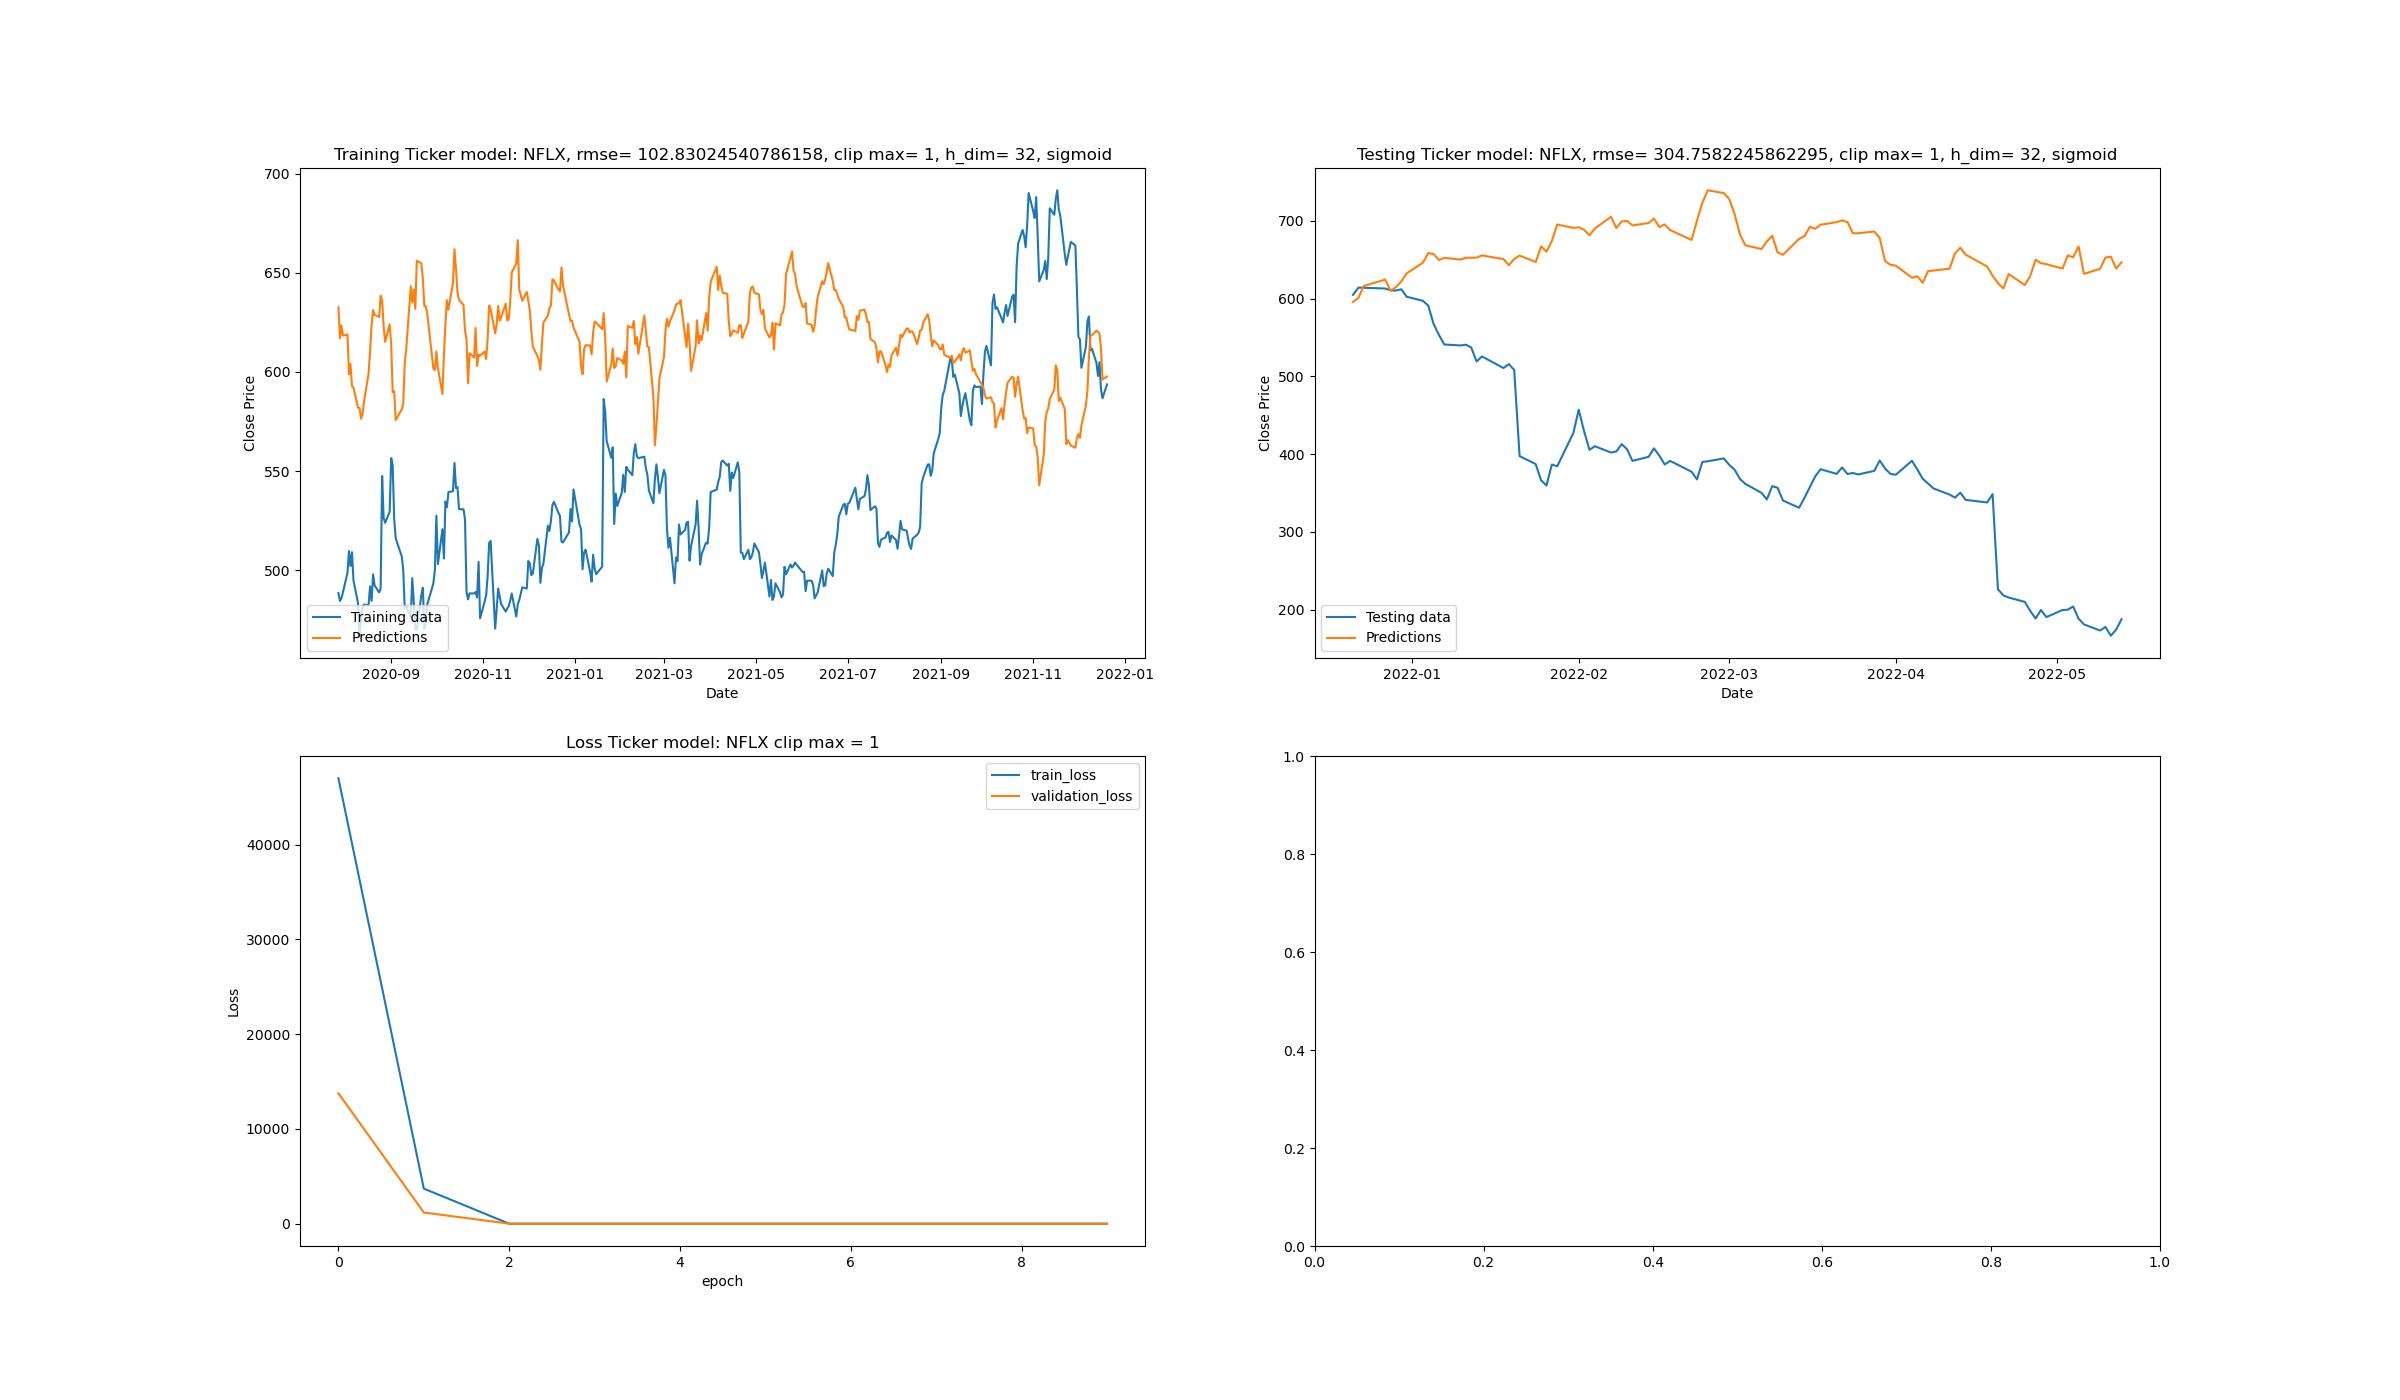 Training Ticker model: NFLX, rmse= 102.83024540786158, clip max= 1, h_dim= 32, sigmoid
700
650
600
550
500
Close Price
Training data
Predictions
2020-09 2020-11 2021-01 2021-03 2021-05 2021-07 2021-09 2021-11 2022-01
Date
Testing Ticker model: NFLX, rmse= 304.7582245862295, clip max= 1, h_dim= 32, sigmoid
700
600
500
400
300
200
Close Price
Testing data
Predictions
2022-01 2022-02 2022-03 2022-04 2022-05
Date
Loss Ticker model: NFLX clip max = 1
train_loss
validation_loss
40000
30000
20000
10000
0
Loss
0 2 4 6 8
epoch
1.0
0.8
0.6
0.4
0.2
0.0
0.0 0.2 0.4 0.6 0.8 1.0